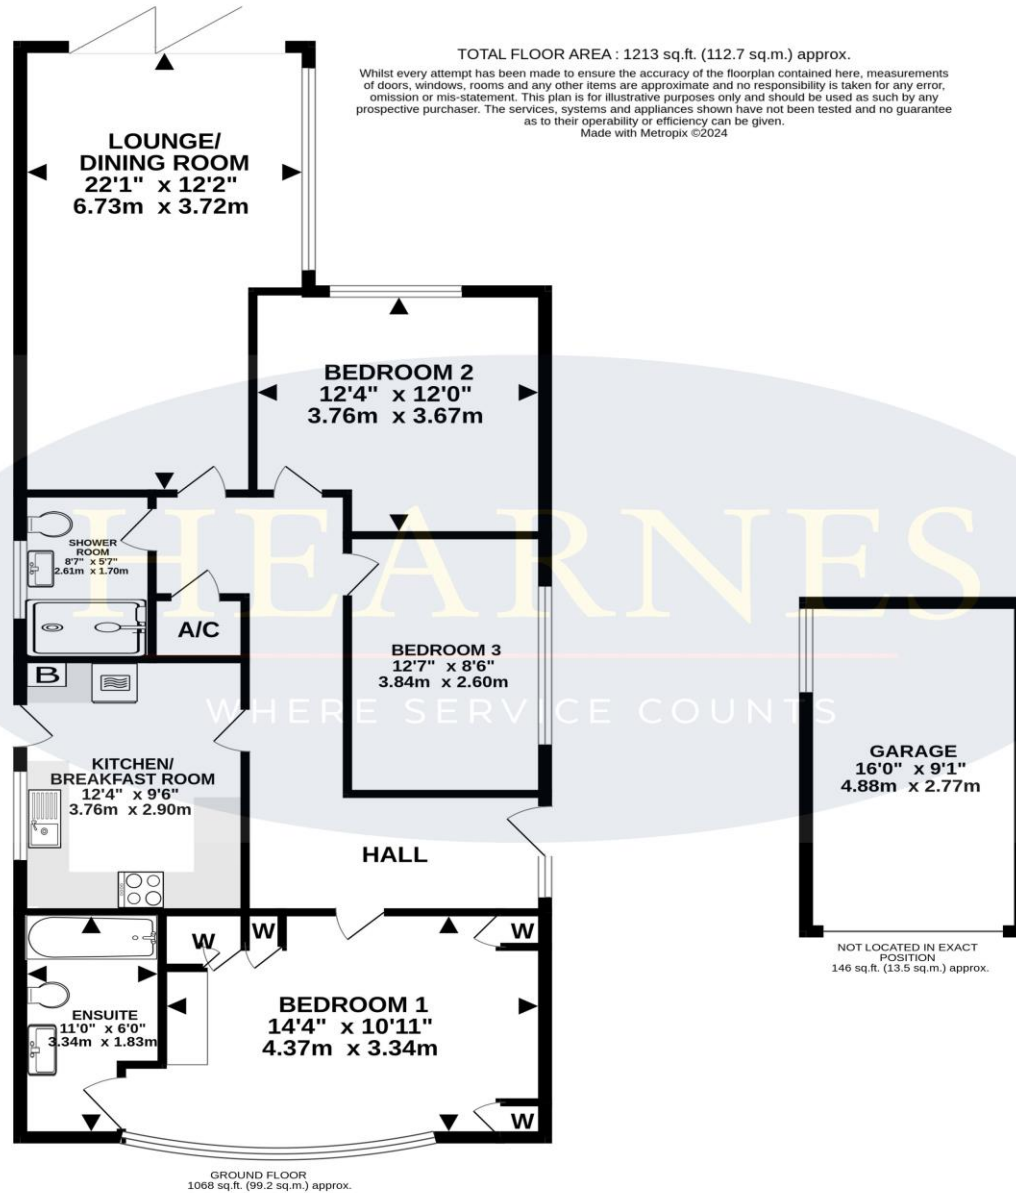 TOTAL FLOOR AREA : 1213 sq.ft. (112.7 sq.m.) approx.
Whilst every attempt has been made to ensure the accuracy of the floorplan contained here, measurements
of doors, windows, rooms and any other items are approximate and no responsibility is taken for any error,
omission or mis-statement. This plan is for illustrative purposes only and should be used as such by any
prospective purchaser. The services, systems and appliances shown have not been tested and no guarantee
as to their operability or efficiency can be given.
Made with Metropix ©2024
LOUNGE/
DINING ROOM
22'1" x 12'2"
6.73m x 3.72m
BEDROOM 2
12'4" x 12'0"
3.76m x 3.67m
HEARNES
SHOWER
ROOM
8'7" x 5'7"
2.61m x 1.70m
A/C
BEDROOM 3
12'7" x 8'6"
3.84m x 2.60m
B
WHERE SERVICE COUNTS
KITCHEN/
BREAKFAST ROOM
12'4" x 9'6"
3.76m x 2.90m
GARAGE
16'0" x 9'1"
4.88m x 2.77m
HALL
NOT LOCATED IN EXACT
POSITION
146 sq.ft. (13.5 sq.m.) approx.
W
W
W
ENSUITE
11'0" x 6'0"
3.34m x 1.83m
BEDROOM 1
14'4" x 10'11"
4.37m x 3.34m
W
GROUND FLOOR
1068 sq.ft. (99.2 sq.m.) approx.